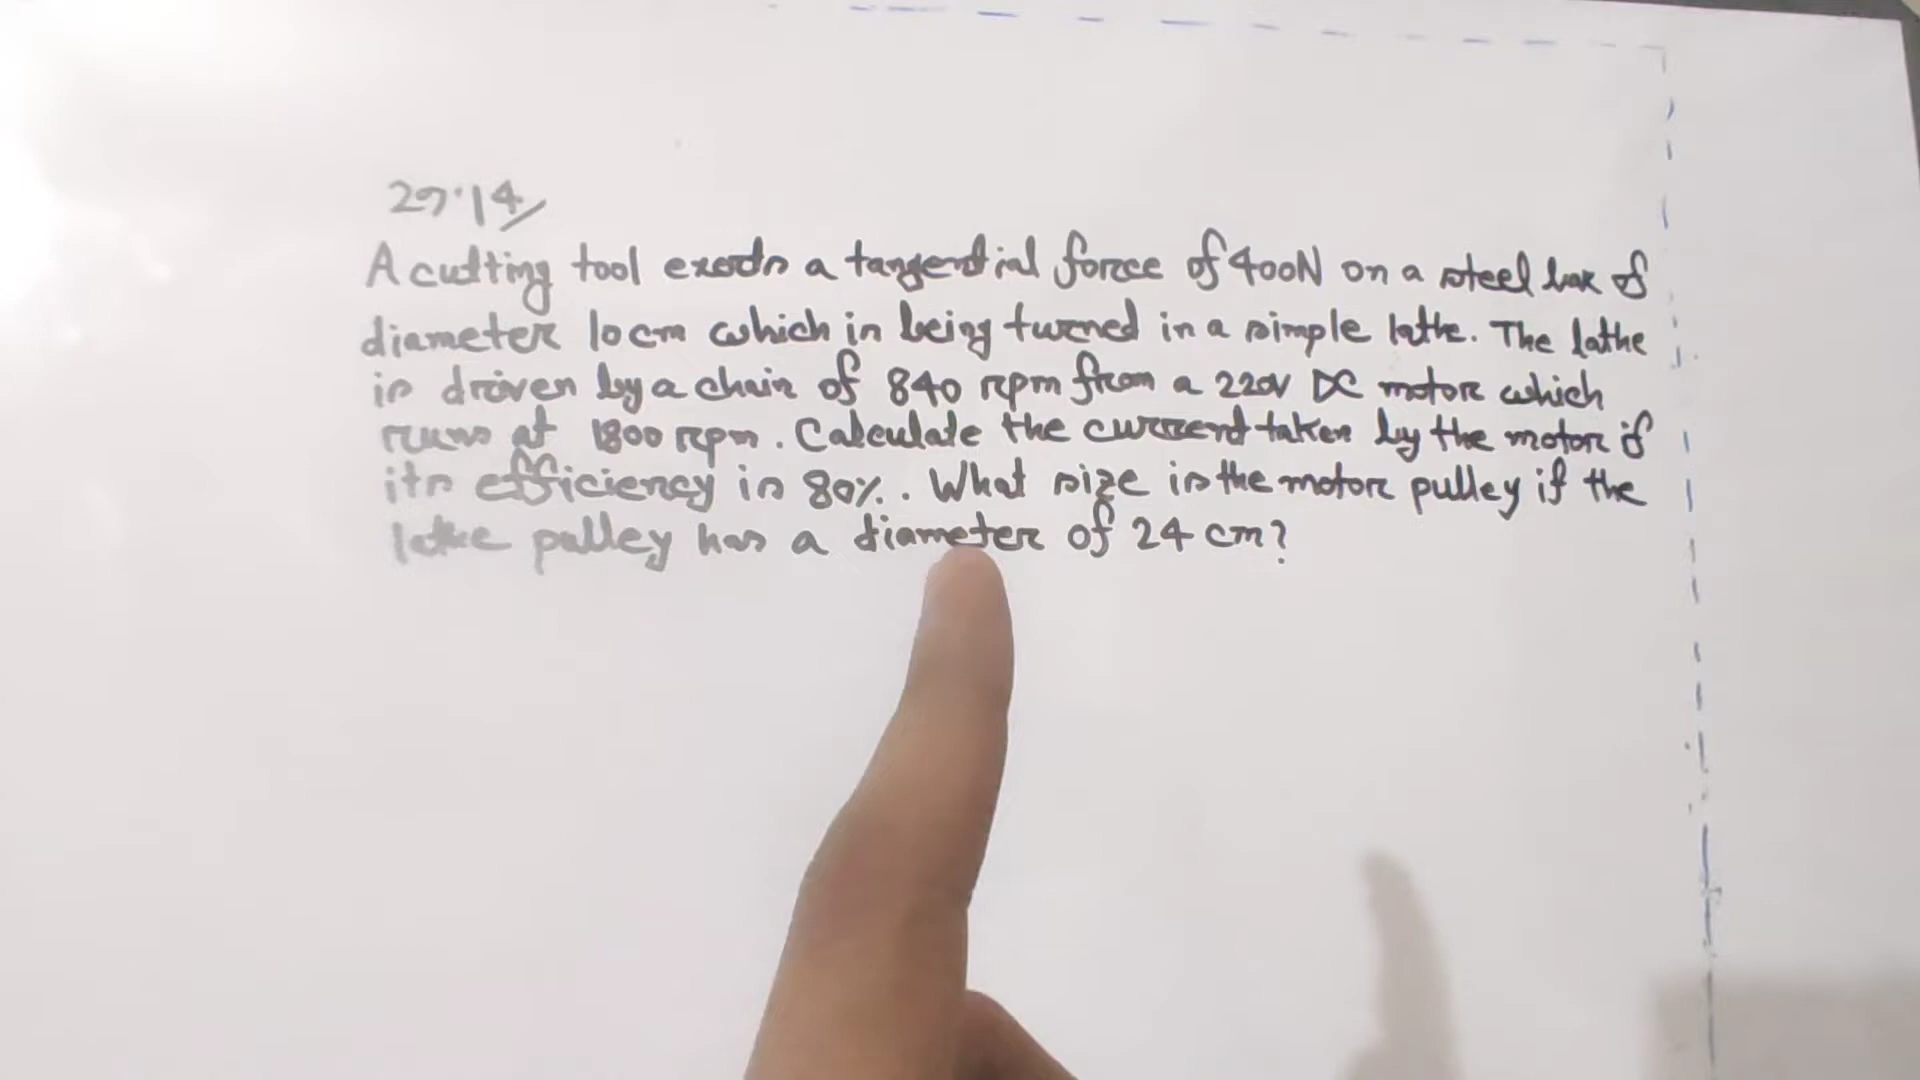 29.14
A cutting tool exerts a tangential force of 400N on a steel bar of
diameter 10cm which is being turned in a simple lathe. The lathe
is driven by a chain of 840 rpm from a 220V DC motor which
runs at 1800 rpm. Calculate the current taken by the motor if
its efficiency is 80%. What size is the motor pulley if the
lathe pulley has a diameter of 24 cm?